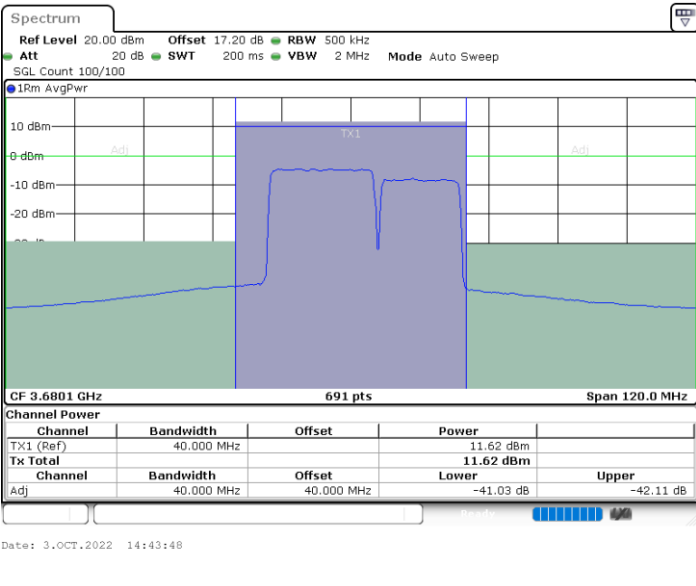 Spectrum
Ref Level 20.00 dBm Offset 17.20 dB RBW 500 kHz
Att 20 dB SWT 200 ms VBW 2 MHz Mode Auto Sweep
SGL Count 100/100
1Rm AvgPwr
10 dBm
TX1
Adj Adj
0 dBm
-10 dBm
-20 dBm
CF 3.6801 GHz 691 pts Span 120.0 MHz
Channel Power
Channel Bandwidth Offset Power
TX1 (Ref) 40.000 MHz 11.62 dBm
Tx Total 11.62 dBm
Channel Bandwidth Offset Lower Upper
Adj 40.000 MHz 40.000 MHz -41.03 dB -42.11 dB
Ready
Date: 3.OCT.2022 14:43:48